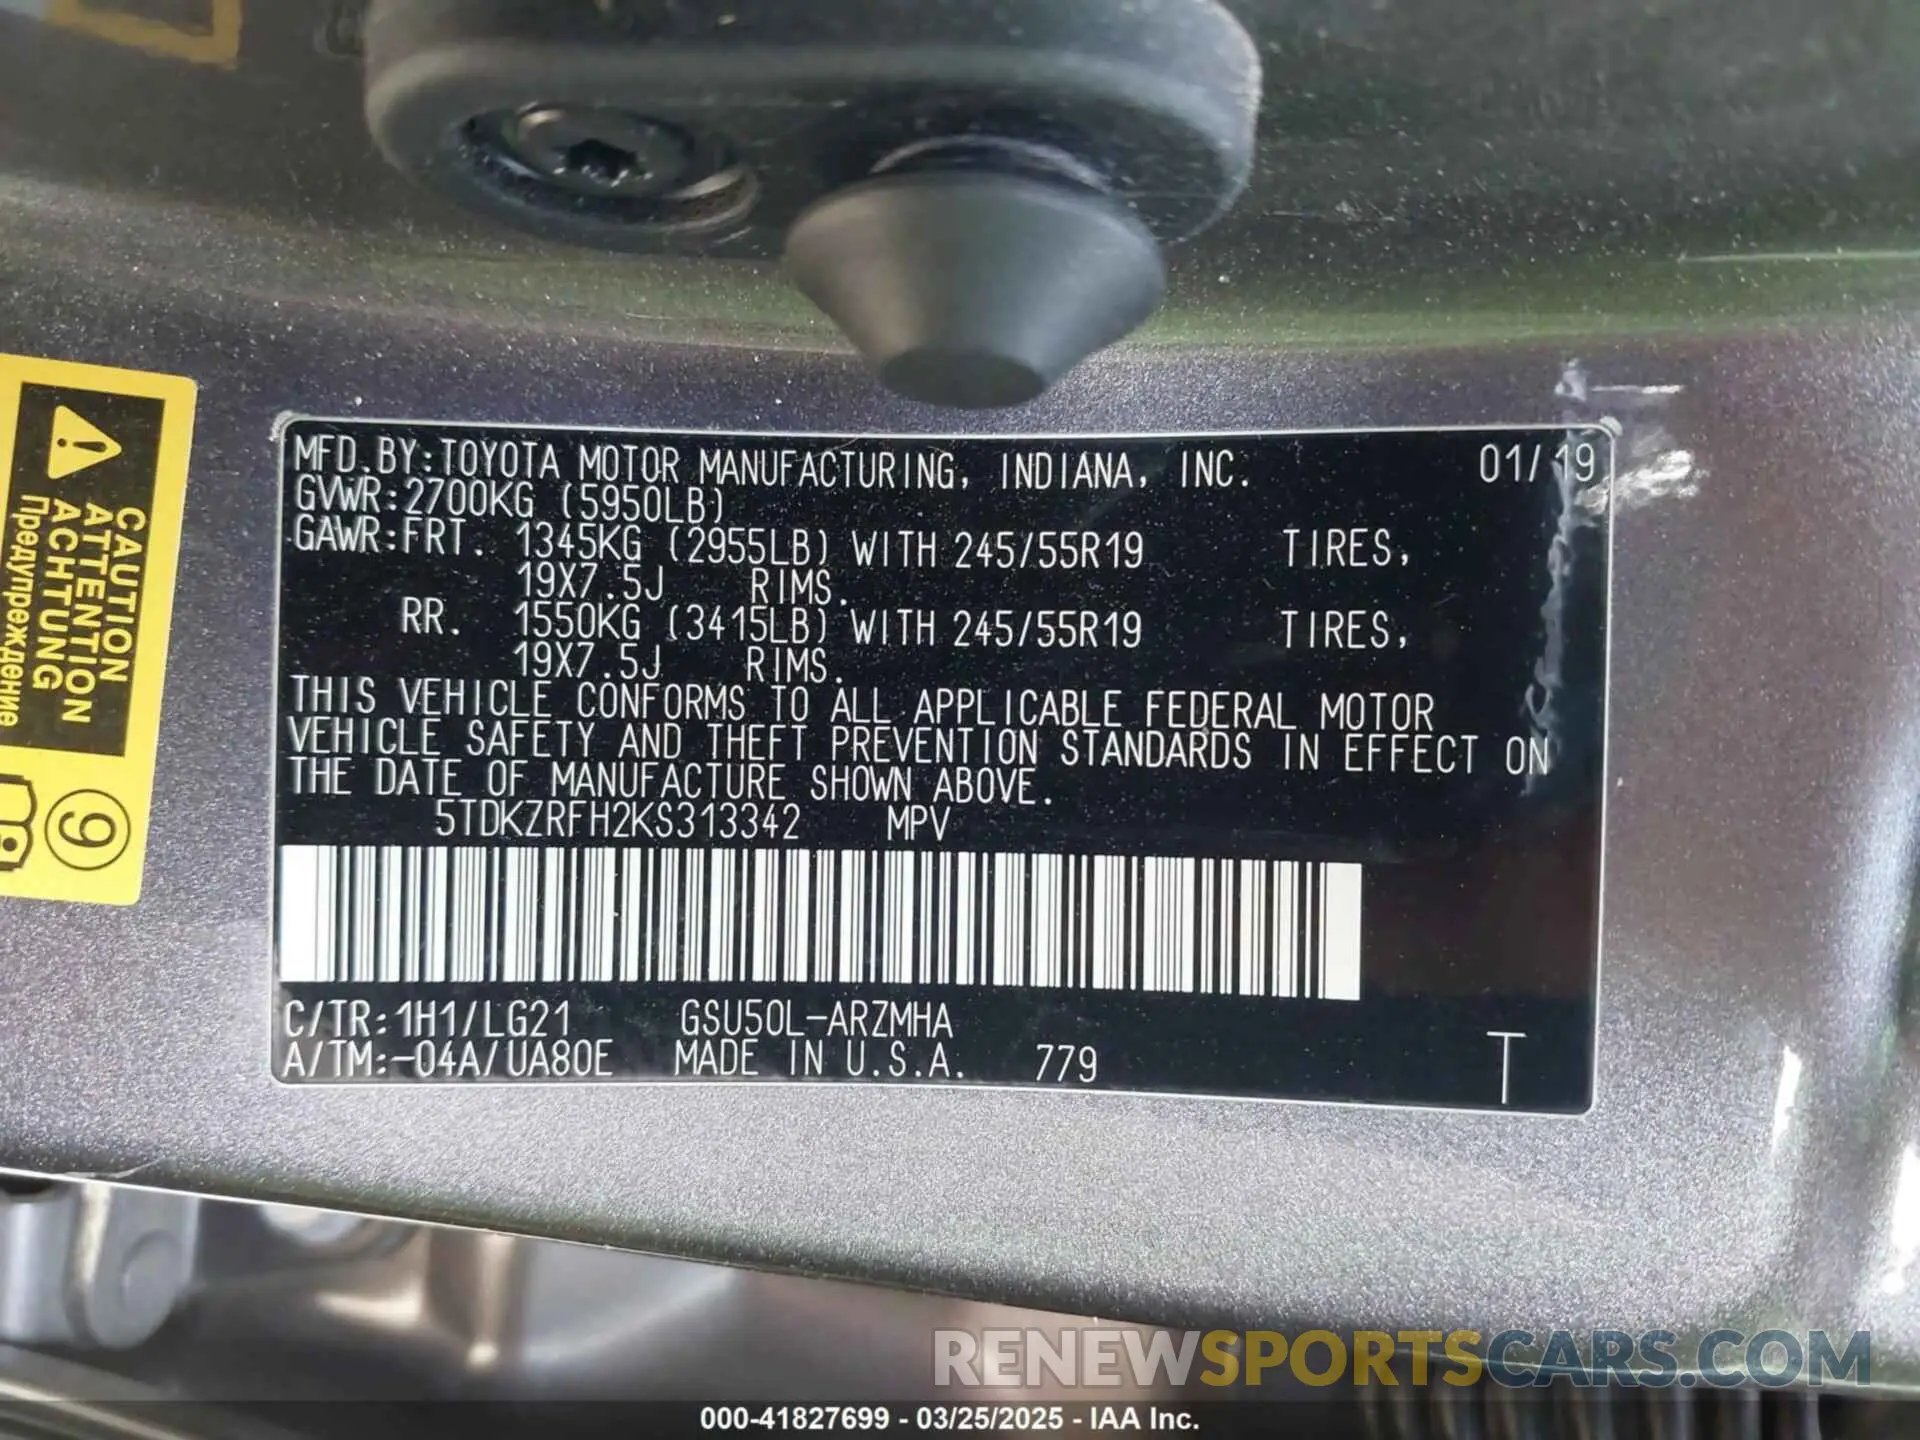 MFD.BY:TOYOTA MOTOR MANUFACTURING, INDIANA, INC. 01/19
GVWR:2700KG (5950LB)
GAWR:FRT. 1345KG (2955LB) WITH 245/55R19 TIRES,
19X7.5J RIMS.
RR. 1550KG (3415LB) WITH 245/55R19 TIRES,
19X7.5J RIMS.
THIS VEHICLE CONFORMS TO ALL APPLICABLE FEDERAL MOTOR
VEHICLE SAFETY AND THEFT PREVENTION STANDARDS IN EFFECT ON
THE DATE OF MANUFACTURE SHOWN ABOVE.
5TDKZRFH2KS313342 MPV
C/TR:1H1/LG21 GSU50L-ARZMHA
A/TM:-04A/UA80E MADE IN U.S.A. 779 T
CAUTION
ATTENTION
ACHTUNG
Предупреждение
9
RENEWSPORTSCARS.COM
000-41827699 - 03/25/2025 - IAA Inc.